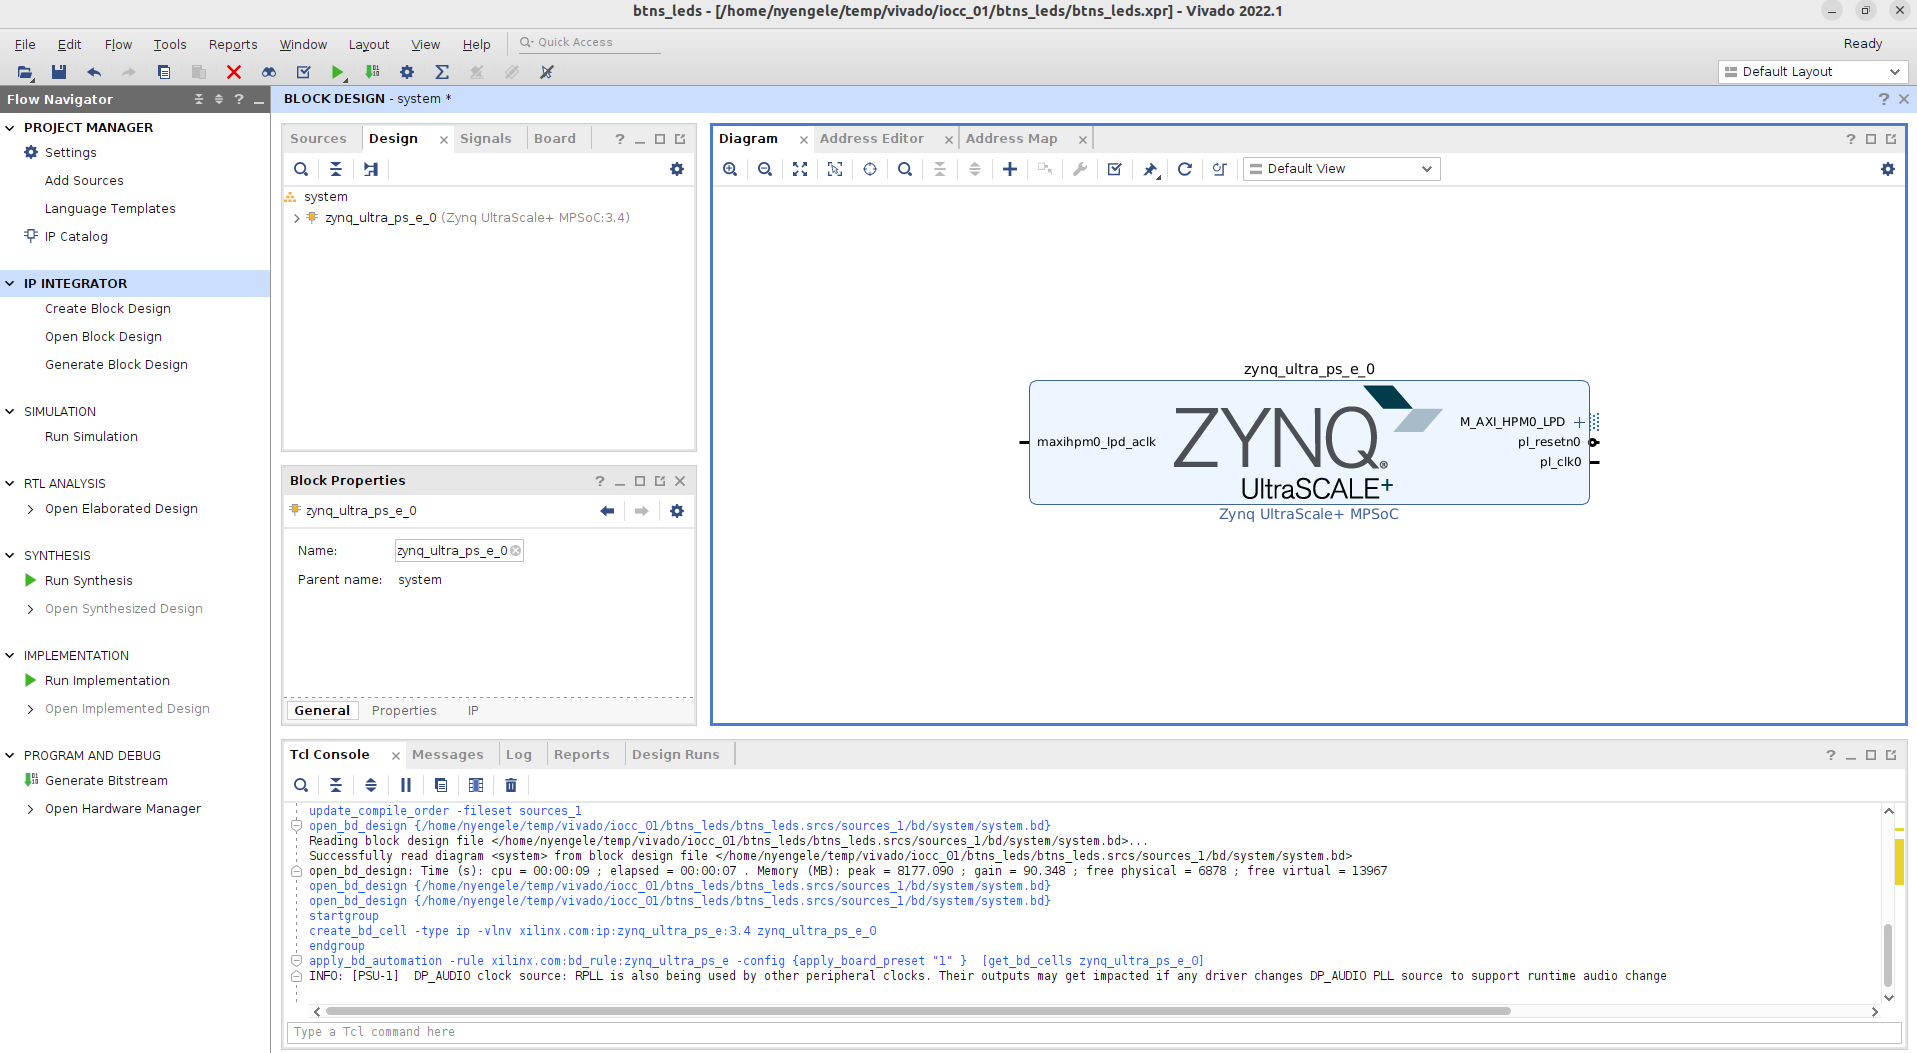 btns_leds - [/home/nyengele/temp/vivado/iocc_01/btns_leds/btns_leds.xpr] - Vivado 2022.1
File Edit Flow Tools Reports Window Layout View Help Quick Access Ready
Default Layout
Flow Navigator
PROJECT MANAGER
Settings
Add Sources
Language Templates
IP Catalog
IP INTEGRATOR
Create Block Design
Open Block Design
Generate Block Design
SIMULATION
Run Simulation
RTL ANALYSIS
Open Elaborated Design
SYNTHESIS
Run Synthesis
Open Synthesized Design
IMPLEMENTATION
Run Implementation
Open Implemented Design
PROGRAM AND DEBUG
Generate Bitstream
Open Hardware Manager
BLOCK DESIGN - system *
Sources Design Signals Board
system
zynq_ultra_ps_e_0 (Zynq UltraScale+ MPSoC:3.4)
Block Properties
zynq_ultra_ps_e_0
Name: zynq_ultra_ps_e_0
Parent name: system
General Properties IP
Diagram Address Editor Address Map
Default View
zynq_ultra_ps_e_0
maxihpm0_lpd_aclk
ZYNQ®
UltraSCALE+
M_AXI_HPM0_LPD
pl_resetn0
pl_clk0
Zynq UltraScale+ MPSoC
Tcl Console Messages Log Reports Design Runs
update_compile_order -fileset sources_1
open_bd_design {/home/nyengele/temp/vivado/iocc_01/btns_leds/btns_leds.srcs/sources_1/bd/system/system.bd}
Reading block design file </home/nyengele/temp/vivado/iocc_01/btns_leds/btns_leds.srcs/sources_1/bd/system/system.bd>...
Successfully read diagram <system> from block design file </home/nyengele/temp/vivado/iocc_01/btns_leds/btns_leds.srcs/sources_1/bd/system/system.bd>
open_bd_design: Time (s): cpu = 00:00:09 ; elapsed = 00:00:07 . Memory (MB): peak = 8177.090 ; gain = 90.348 ; free physical = 6878 ; free virtual = 13967
open_bd_design {/home/nyengele/temp/vivado/iocc_01/btns_leds/btns_leds.srcs/sources_1/bd/system/system.bd}
open_bd_design {/home/nyengele/temp/vivado/iocc_01/btns_leds/btns_leds.srcs/sources_1/bd/system/system.bd}
startgroup
create_bd_cell -type ip -vlnv xilinx.com:ip:zynq_ultra_ps_e:3.4 zynq_ultra_ps_e_0
endgroup
apply_bd_automation -rule xilinx.com:bd_rule:zynq_ultra_ps_e -config {apply_board_preset "1" }  [get_bd_cells zynq_ultra_ps_e_0]
INFO: [PSU-1]  DP_AUDIO clock source: RPLL is also being used by other peripheral clocks. Their outputs may get impacted if any driver changes DP_AUDIO PLL source to support runtime audio change
Type a Tcl command here